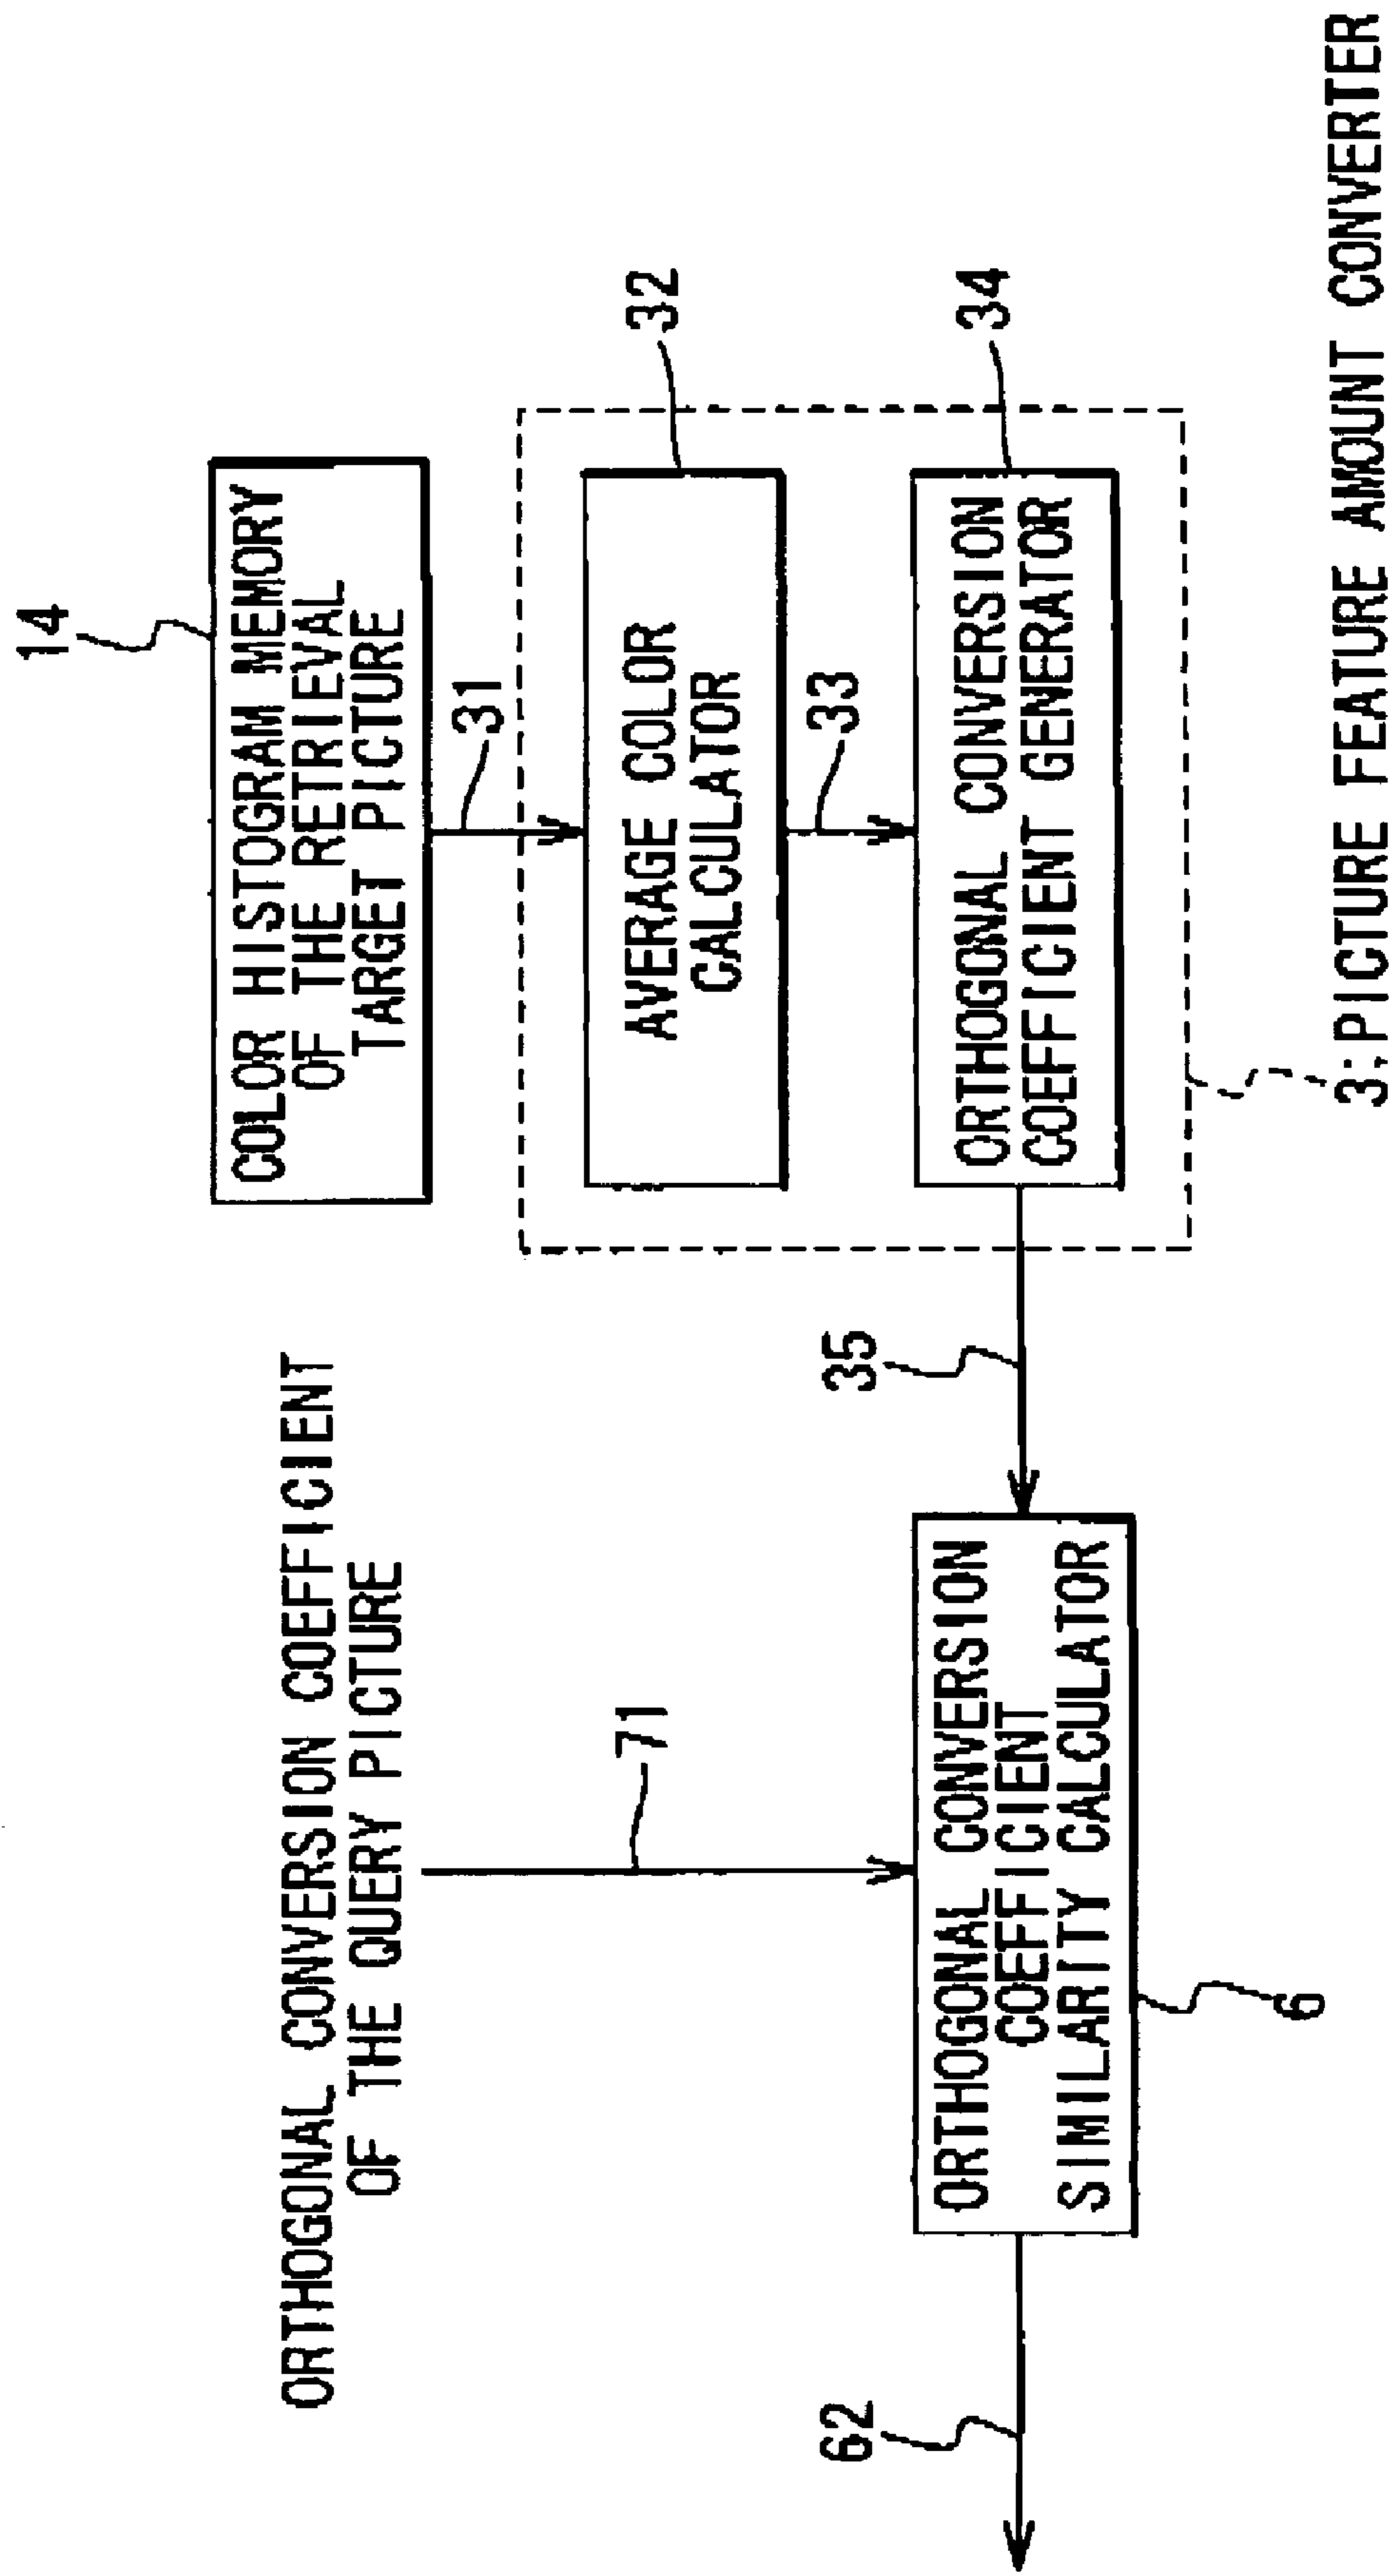 14
COLOR HISTOGRAM MEMORY
OF THE RETRIEVAL
TARGET PICTURE
31
32
AVERAGE COLOR
CALCULATOR
33
34
ORTHOGONAL CONVERSION
COEFFICIENT GENERATOR
3:PICTURE FEATURE AMOUNT CONVERTER
35
ORTHOGONAL CONVERSION COEFFICIENT
OF THE QUERY PICTURE
71
ORTHOGONAL CONVERSION
COEFFICIENT
SIMILARITY CALCULATOR
6
62